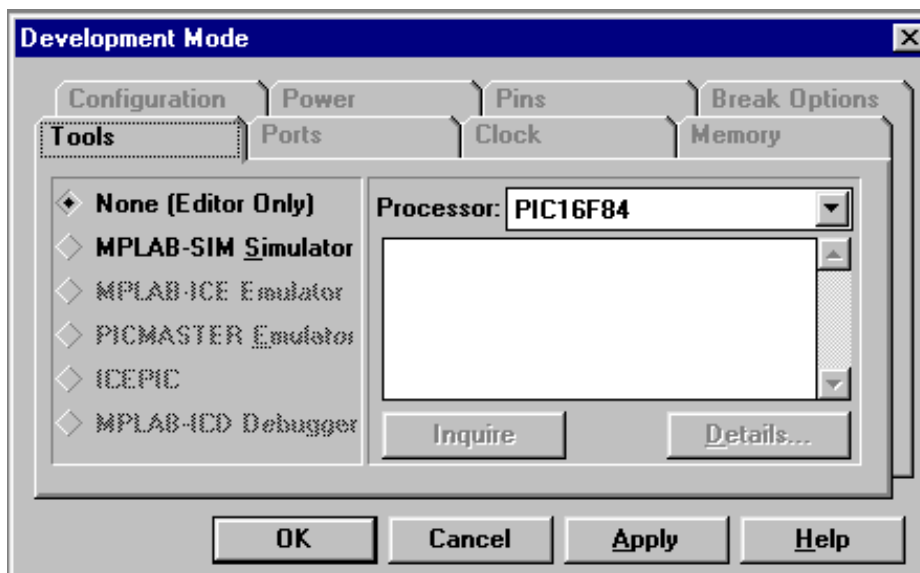 Development Mode
Configuration Power Pins Break Options
Tools Ports Clock Memory
None (Editor Only)
MPLAB-SIM Simulator
MPLAB-ICE Emulator
PICMASTER Emulator
ICEPIC
MPLAB-ICD Debugger
Processor: PIC16F84
Inquire Details...
OK Cancel Apply Help